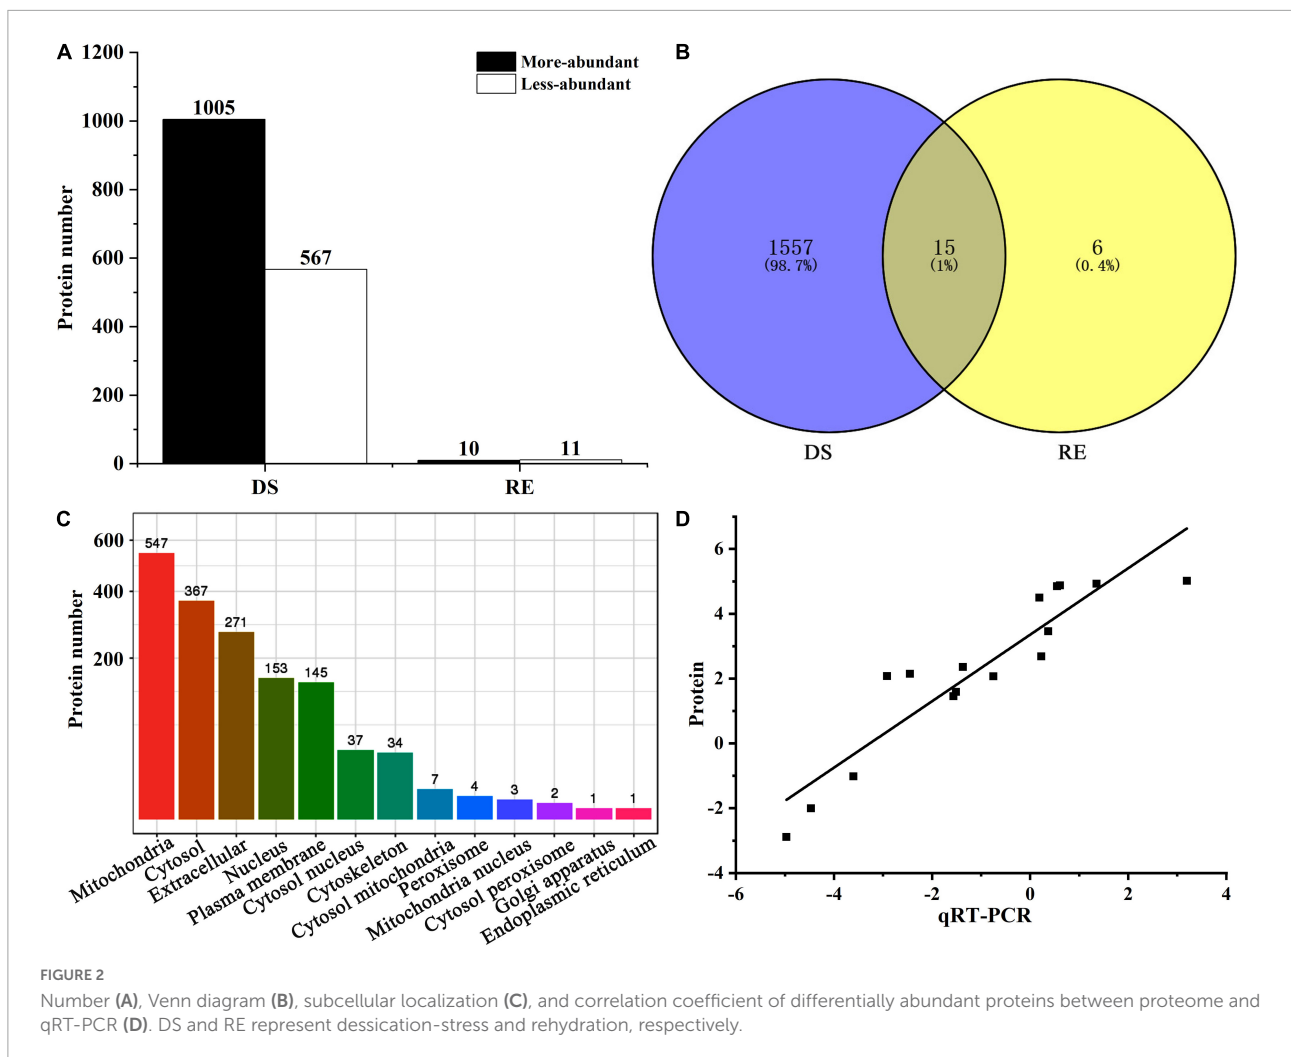 A
1200
1000
800
600
400
200
0
Protein number
More-abundant
Less-abundant
1005
567
10
11
DS
RE
B
1557
(98.7%)
15
(1%)
6
(0.4%)
DS
RE
C
600
400
200
Protein number
547
367
271
153
145
37
34
7
4
3
2
1
1
Mitochondria
Cytosol
Extracellular
Nucleus
Plasma membrane
Cytosol nucleus
Cytoskeleton
Cytosol mitochondria
Peroxisome
Mitochondria nucleus
Cytosol peroxisome
Golgi apparatus
Endoplasmic reticulum
D
6
4
2
0
-2
-4
Protein
-6
-4
-2
0
2
4
qRT-PCR
FIGURE 2
Number (A), Venn diagram (B), subcellular localization (C), and correlation coefficient of differentially abundant proteins between proteome and
qRT-PCR (D). DS and RE represent dessication-stress and rehydration, respectively.